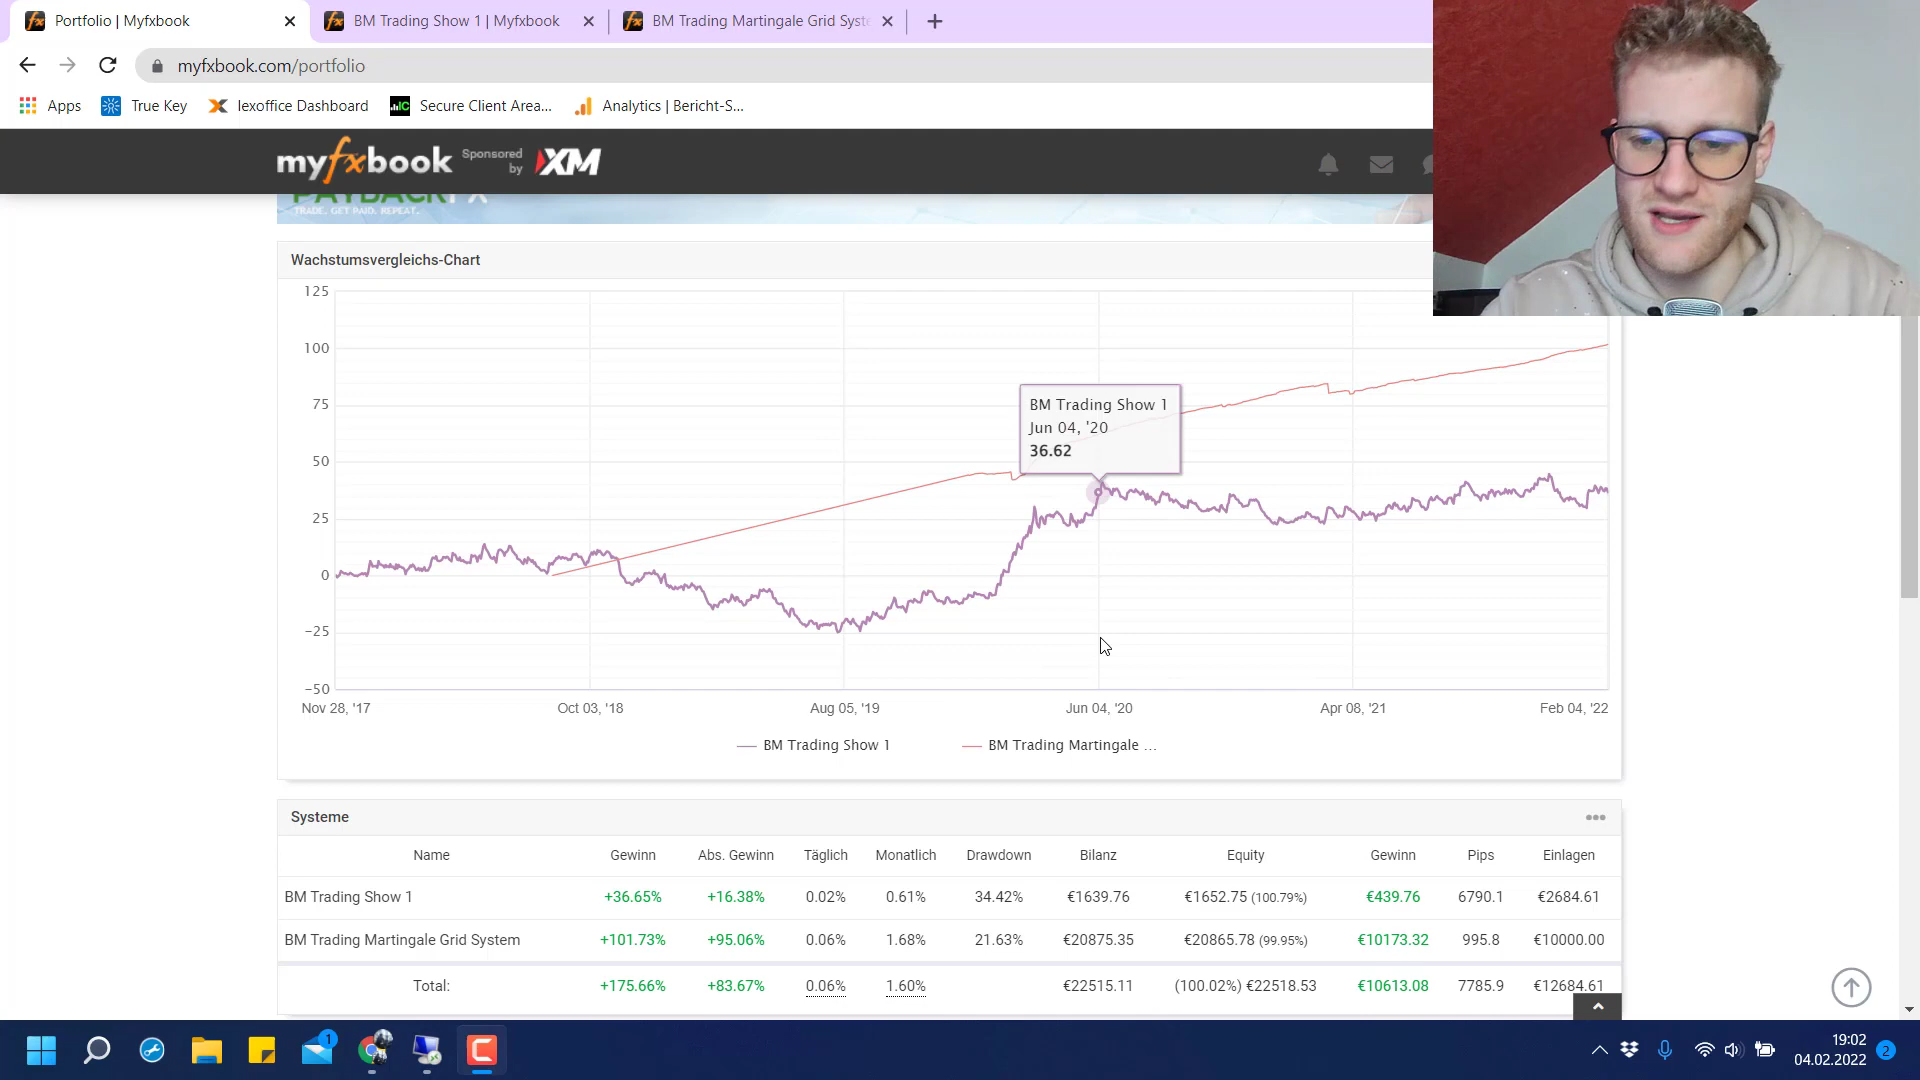 Portfolio | Myfxbook
BM Trading Show 1 | Myfxbook
BM Trading Martingale Grid Syste
myfxbook.com/portfolio
Apps
True Key
lexoffice Dashboard
Secure Client Area...
Analytics | Bericht-S...
myfxbook
Sponsored by
XM
PAYBACKFX
TRADE. GET PAID. REPEAT.
Wachstumsvergleichs-Chart
125
100
75
50
25
0
-25
-50
BM Trading Show 1
Jun 04, '20
36.62
Nov 28, '17
Oct 03, '18
Aug 05, '19
Jun 04, '20
Apr 08, '21
Feb 04, '22
BM Trading Show 1
BM Trading Martingale ...
Systeme
Name Gewinn Abs. Gewinn Täglich Monatlich Drawdown Bilanz Equity Gewinn Pips Einlagen
BM Trading Show 1 +36.65% +16.38% 0.02% 0.61% 34.42% €1639.76 €1652.75 (100.79%) €439.76 6790.1 €2684.61
BM Trading Martingale Grid System +101.73% +95.06% 0.06% 1.68% 21.63% €20875.35 €20865.78 (99.95%) €10173.32 995.8 €10000.00
Total: +175.66% +83.67% 0.06% 1.60% €22515.11 (100.02%) €22518.53 €10613.08 7785.9 €12684.61
1
19:02
04.02.2022
2